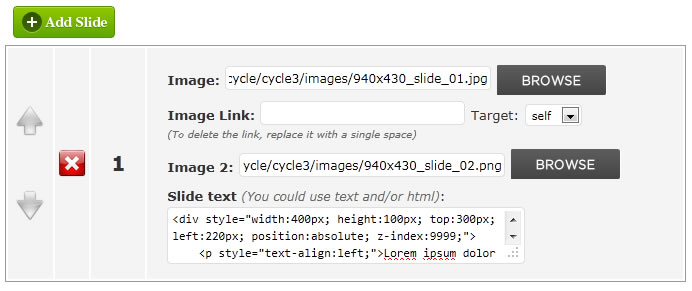 Add Slide
Image: cycle/cycle3/images/940x430_slide_01.jpg BROWSE
Image Link: Target: self
(To delete the link, replace it with a single space)
1
Image 2: ycle/cycle3/images/940x430_slide_02.png BROWSE
Slide text (You could use text and/or html):
<div style="width:400px; height:100px; top:300px;
left:220px; position:absolute; z-index:9999;">
<p style="text-align:left;">Lorem ipsum dolor